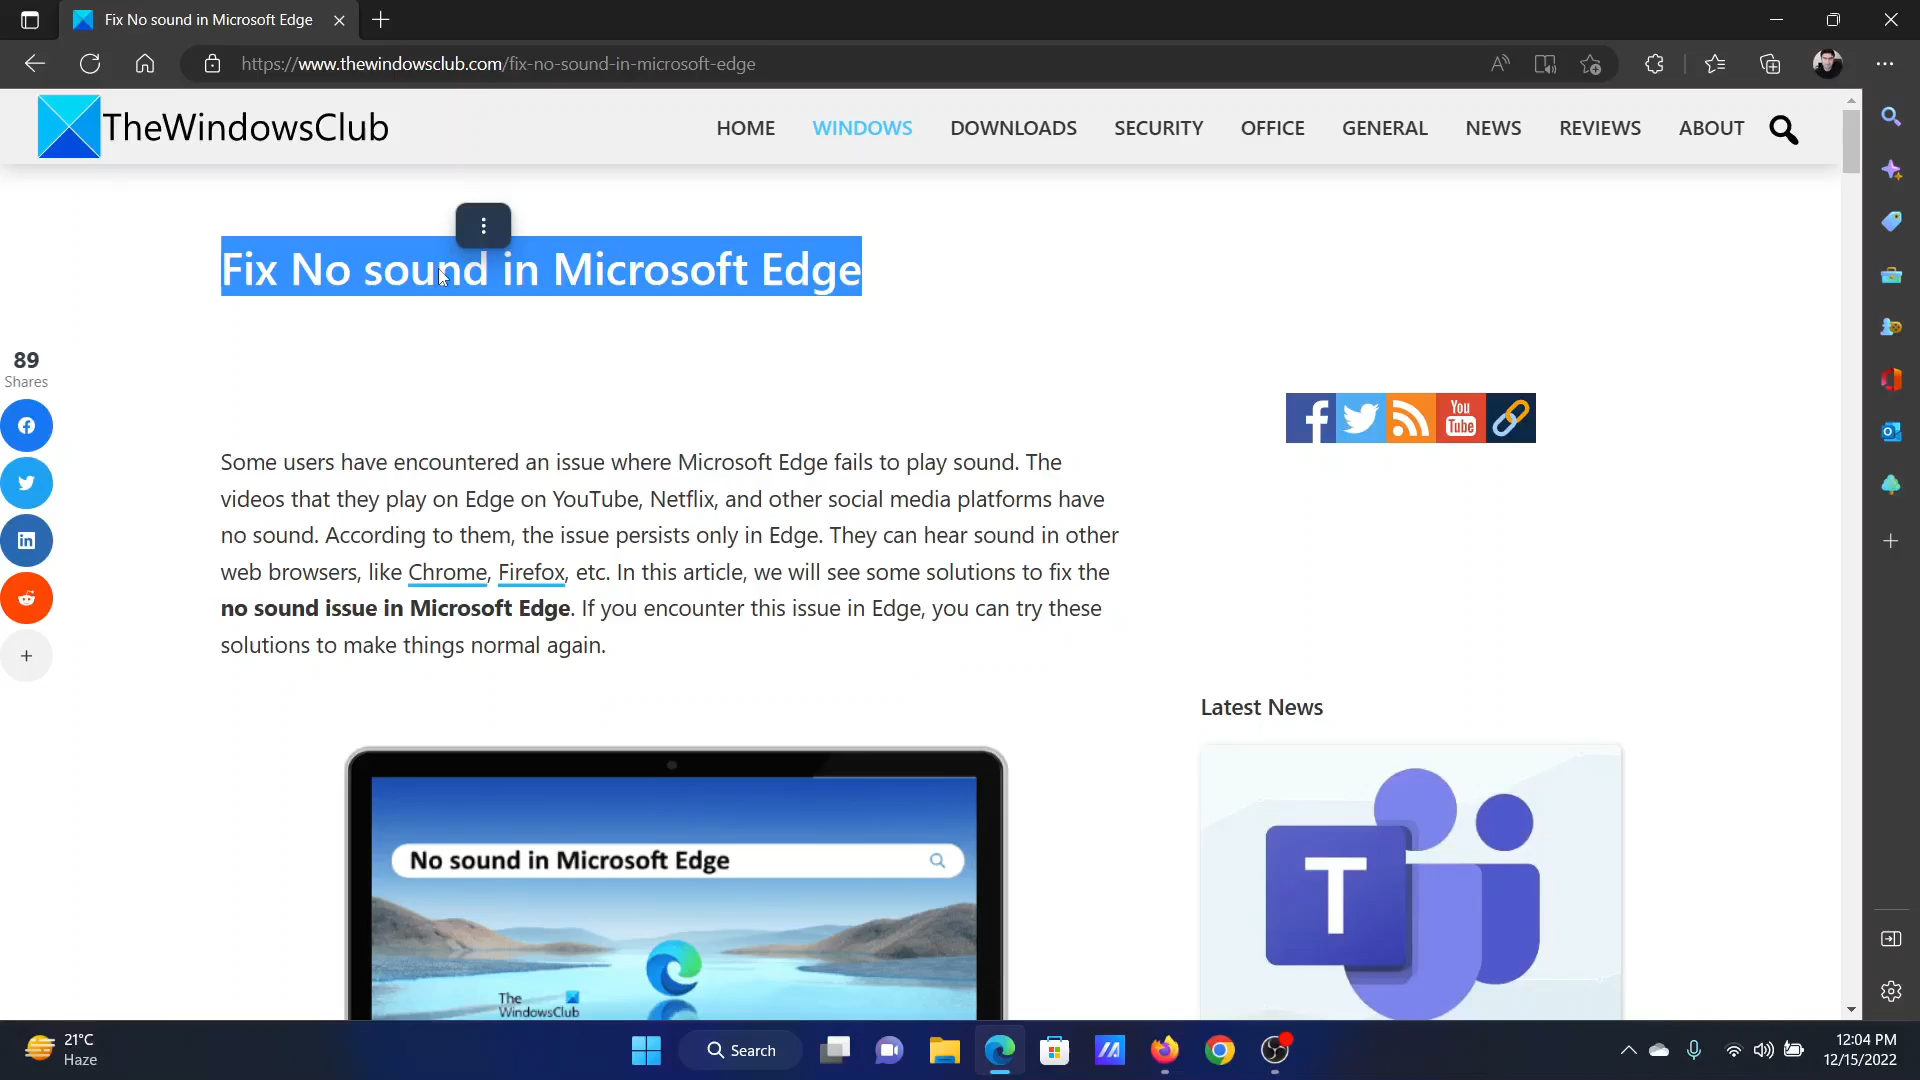 Fix No sound in Microsoft Edge
https://www.thewindowsclub.com/fix-no-sound-in-microsoft-edge
TheWindowsClub
HOME WINDOWS DOWNLOADS SECURITY OFFICE GENERAL NEWS REVIEWS ABOUT
Fix No sound in Microsoft Edge
89
Shares
You
Tube
Some users have encountered an issue where Microsoft Edge fails to play sound. The
videos that they play on Edge on YouTube, Netflix, and other social media platforms have
no sound. According to them, the issue persists only in Edge. They can hear sound in other
web browsers, like Chrome, Firefox, etc. In this article, we will see some solutions to fix the
no sound issue in Microsoft Edge. If you encounter this issue in Edge, you can try these
solutions to make things normal again.
Latest News
No sound in Microsoft Edge
The
WindowsClub
T
21°C
Haze
Search
12:04 PM
12/15/2022